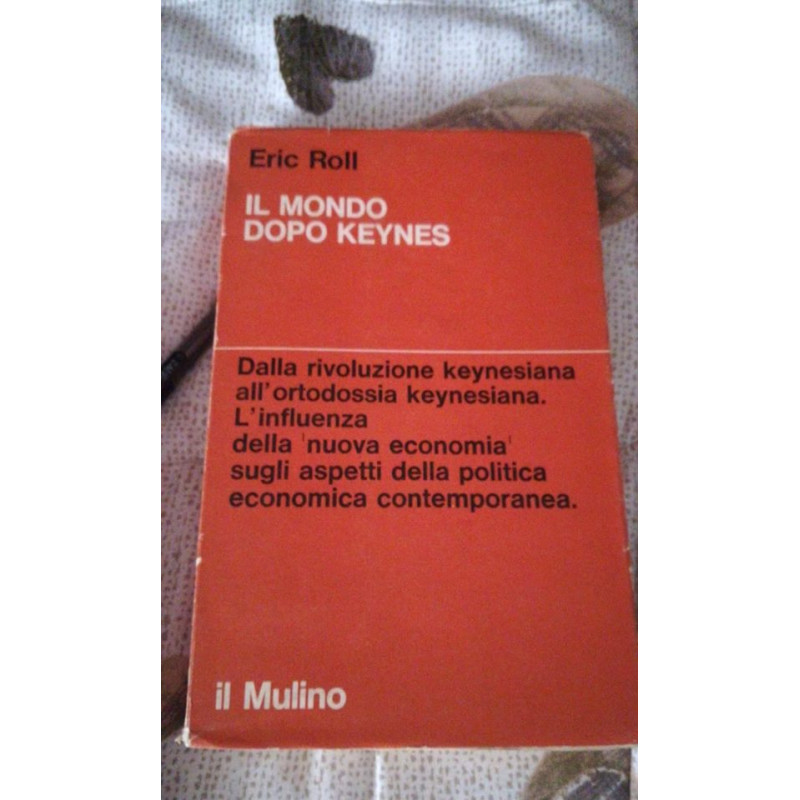 Eric Roll
IL MONDO
DOPO KEYNES
Dalla rivoluzione keynesiana
all'ortodossia keynesiana.
L'influenza
della 'nuova economia'
sugli aspetti della politica
economica contemporanea.
il Mulino